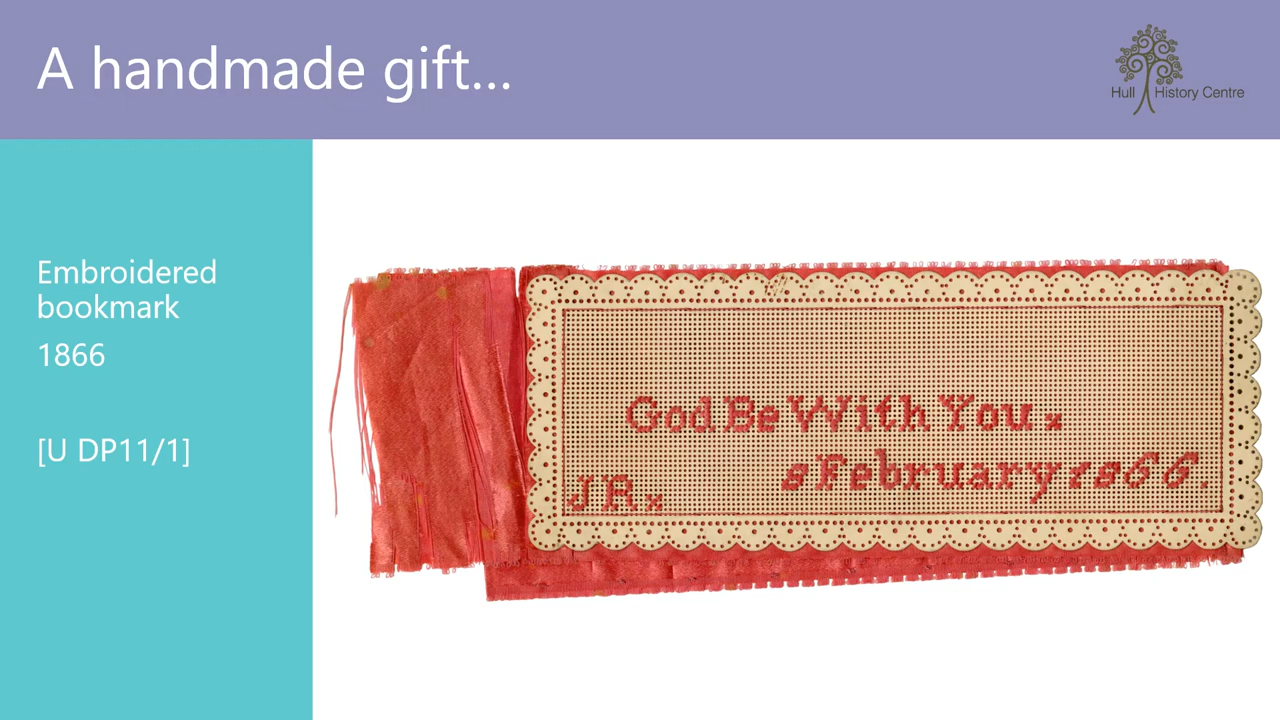 A handmade gift...
Hull History Centre
Embroidered
bookmark
1866
[U DP11/1]
God Be With You x
8 February 1866.
J R x